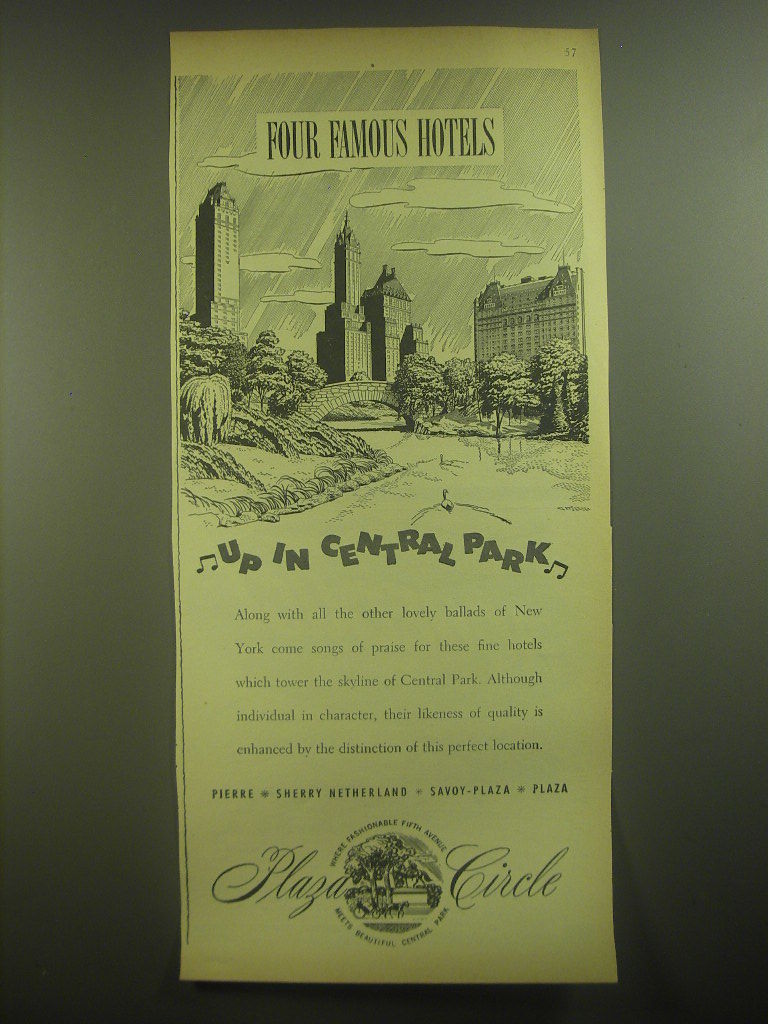 57
FOUR FAMOUS HOTELS
♫UP IN CENTRAL PARK♫
Along with all the other lovely ballads of New
York come songs of praise for these fine hotels
which tower the skyline of Central Park. Although
individual in character, their likeness of quality is
enhanced by the distinction of this perfect location.
PIERRE * SHERRY NETHERLAND * SAVOY-PLAZA * PLAZA
WHERE FASHIONABLE FIFTH AVENUE
Plaza Circle
MEETS BEAUTIFUL CENTRAL PARK